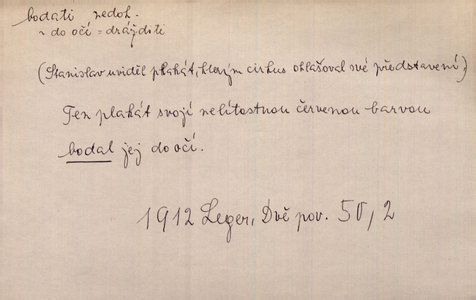 bodati nedok.
~ do očí = drážditi
(Stanislav uviděl plakát, kterým cirkus ohlašoval své představení)
Ten plakát svojí nelítostnou červenou barvou
bodal jej do očí.
1912 Leger, Dvě pov. 50, 2